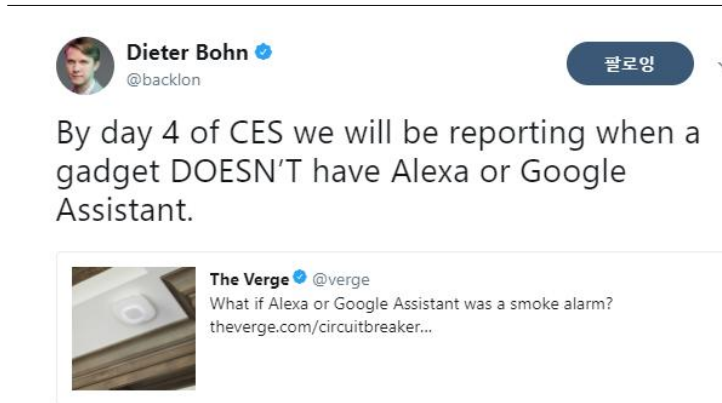 Dieter Bohn
@backlon
팔로잉
By day 4 of CES we will be reporting when a
gadget DOESN'T have Alexa or Google
Assistant.
The Verge @verge
What if Alexa or Google Assistant was a smoke alarm?
theverge.com/circuitbreaker...